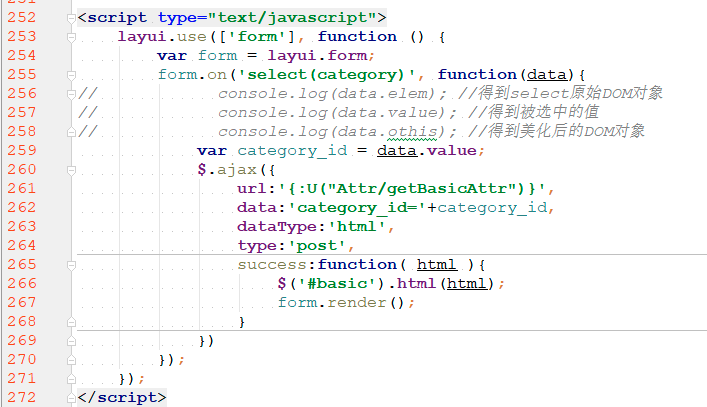 252 <script type="text/javascript">
253     layui.use(['form'], function () {
254         var form = layui.form;
255         form.on('select(category)', function(data){
256 //            console.log(data.elem); //得到select原始DOM对象
257 //            console.log(data.value); //得到被选中的值
258 //            console.log(data.othis); //得到美化后的DOM对象
259             var category_id = data.value;
260             $.ajax({
261                 url:'{:U("Attr/getBasicAttr")}',
262                 data:'category_id='+category_id,
263                 dataType:'html',
264                 type:'post',
265                 success:function( html ){
266                     $('#basic').html(html);
267                     form.render();
268                 }
269             })
270         });
271     });
272 </script>